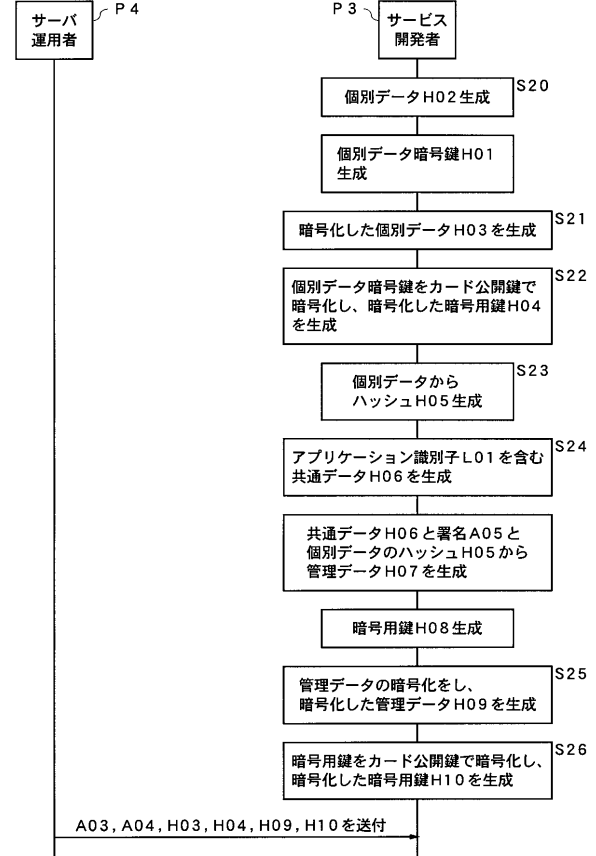 サーバ
運用者
P4
P3
サービス
開発者
個別データH02生成
S20
個別データ暗号鍵H01
生成
暗号化した個別データH03を生成
S21
個別データ暗号鍵をカード公開鍵で
暗号化し、暗号化した暗号用鍵H04
を生成
S22
個別データから
ハッシュH05生成
S23
アプリケーション識別子L01を含む
共通データH06を生成
S24
共通データH06と署名A05と
個別データのハッシュH05から
管理データH07を生成
暗号用鍵H08生成
管理データの暗号化をし、
暗号化した管理データH09を生成
S25
暗号用鍵をカード公開鍵で暗号化し、
暗号化した暗号用鍵H10を生成
S26
A03,A04,H03,H04,H09,H10を送付